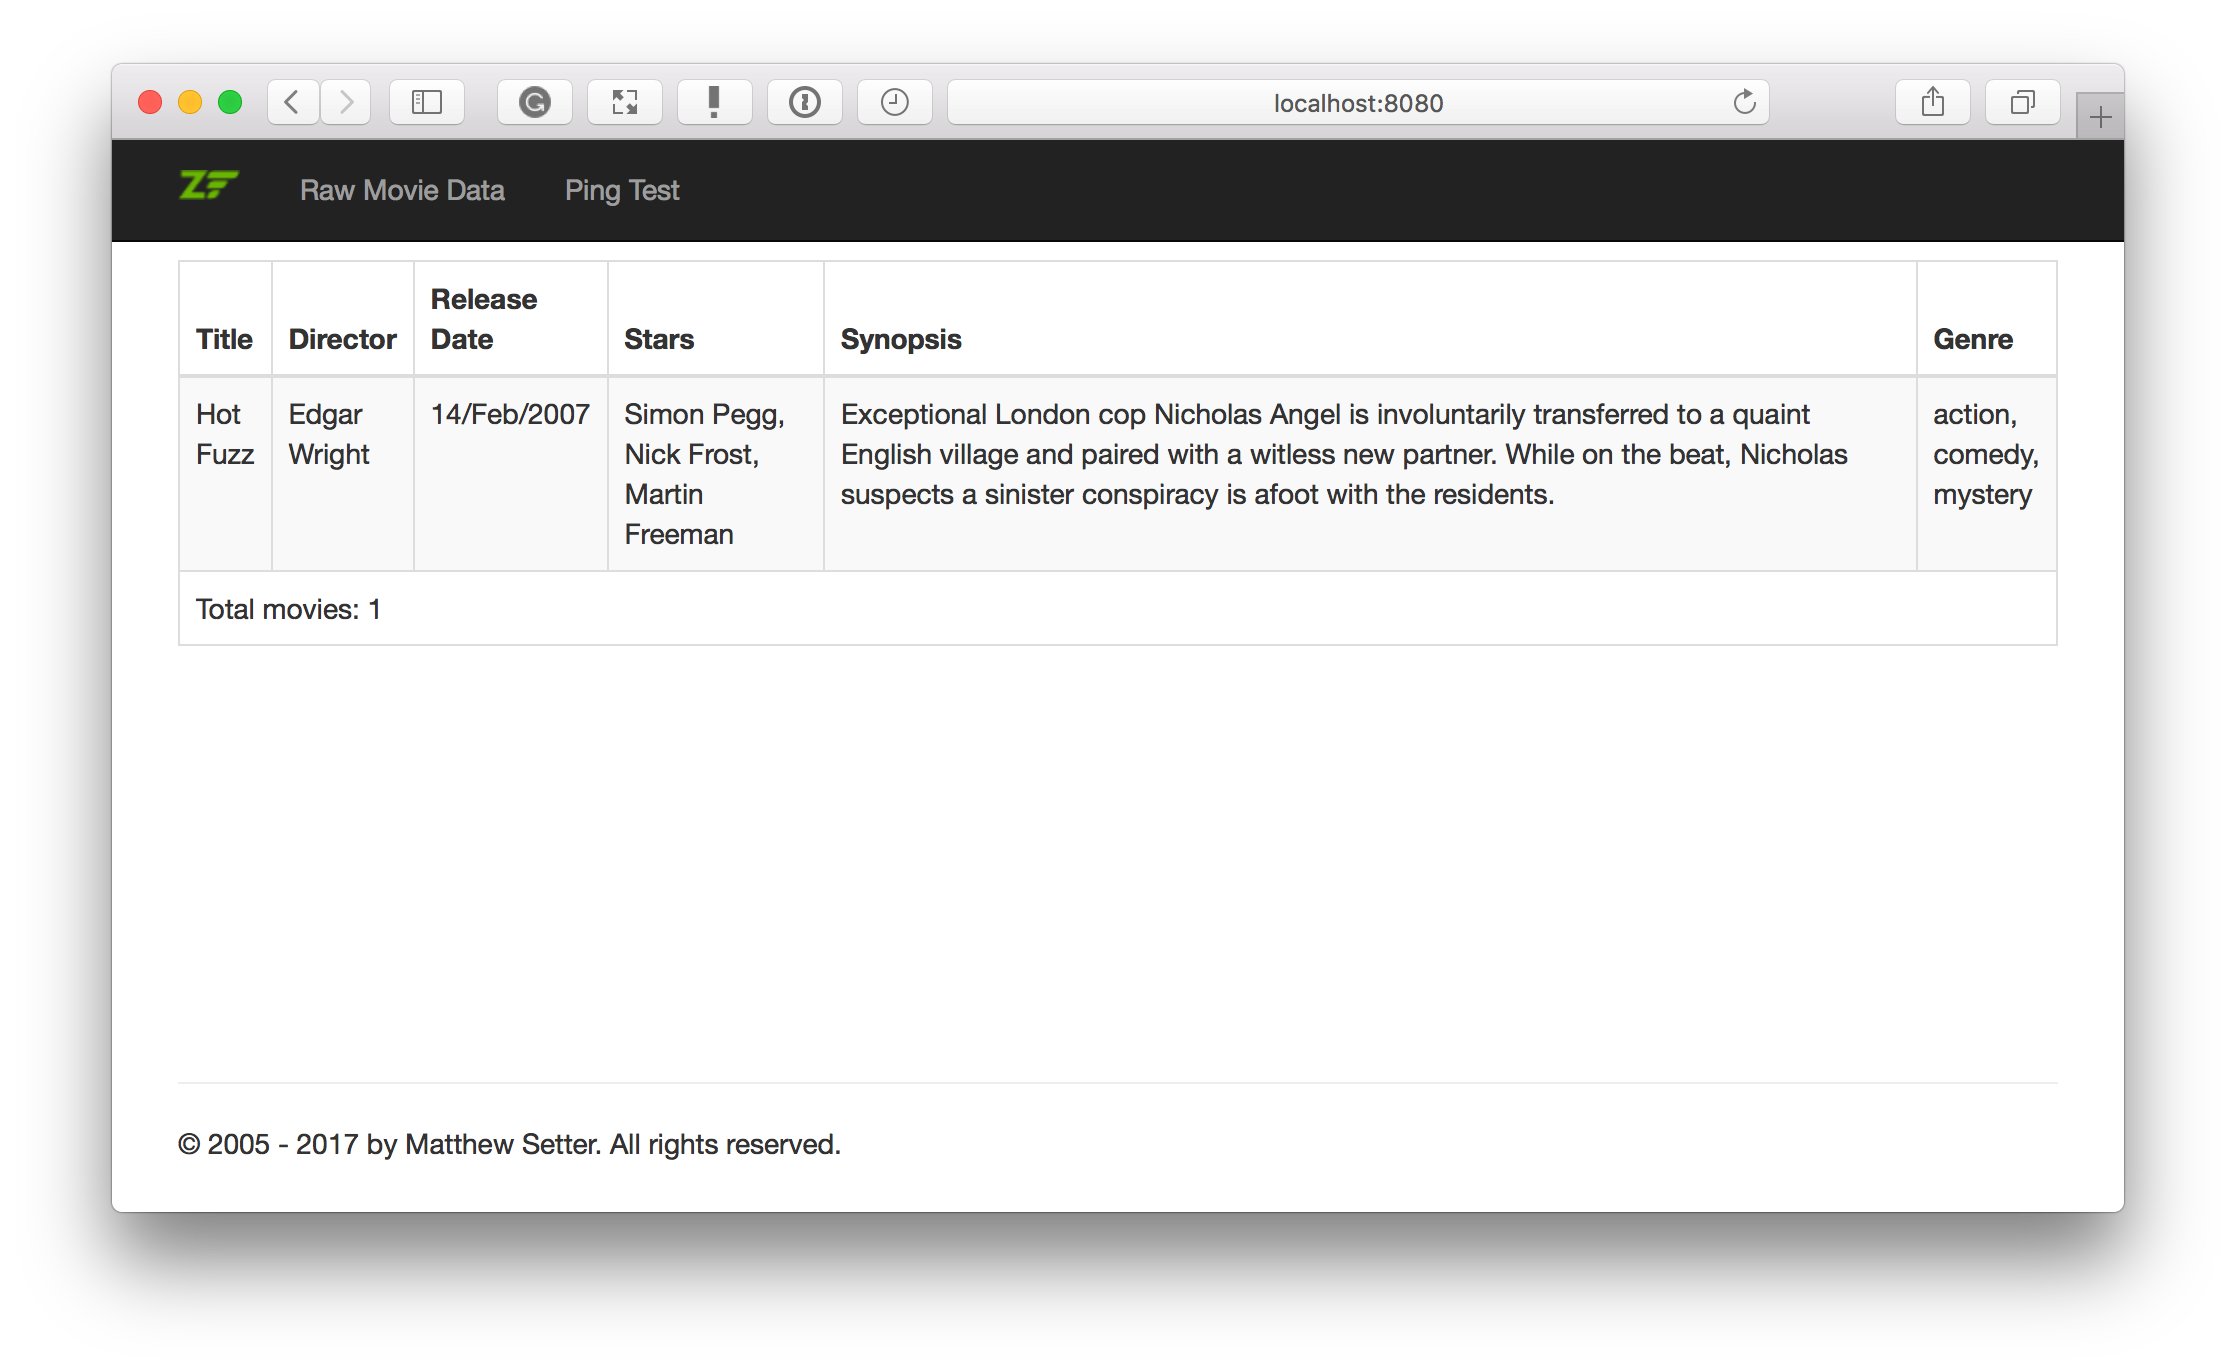 localhost:8080
ZF Raw Movie Data Ping Test
Title Director Release Date Stars Synopsis Genre
Hot Fuzz
Edgar Wright
14/Feb/2007
Simon Pegg,
Nick Frost,
Martin
Freeman
Exceptional London cop Nicholas Angel is involuntarily transferred to a quaint
English village and paired with a witless new partner. While on the beat, Nicholas
suspects a sinister conspiracy is afoot with the residents.
action,
comedy,
mystery
Total movies: 1
© 2005 - 2017 by Matthew Setter. All rights reserved.